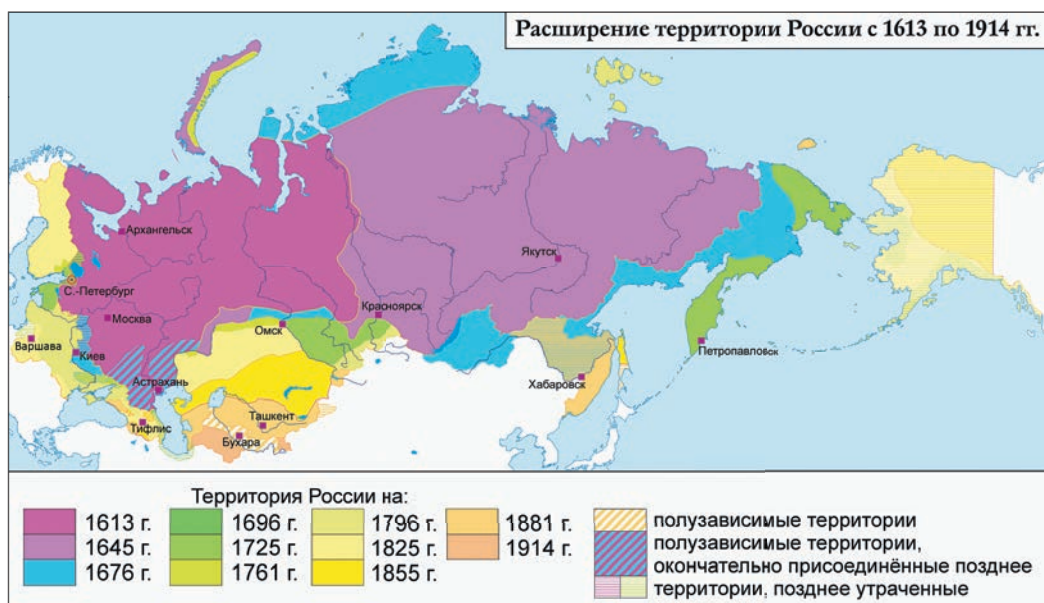 Расширение территории России с 1613 по 1914 гг.
Архангельск
Якутск
С.-Петербург
Красноярск
Москва
Омск
Петропавловск
Варшава
Киев
Астрахань
Хабаровск
Ташкент
Тифлис
Бухара
Территория России на:
1613 г.
1645 г.
1676 г.
1696 г.
1725 г.
1761 г.
1796 г.
1825 г.
1855 г.
1881 г.
1914 г.
полузависимые территории
полузависимые территории,
окончательно присоединённые позднее
территории, позднее утраченные